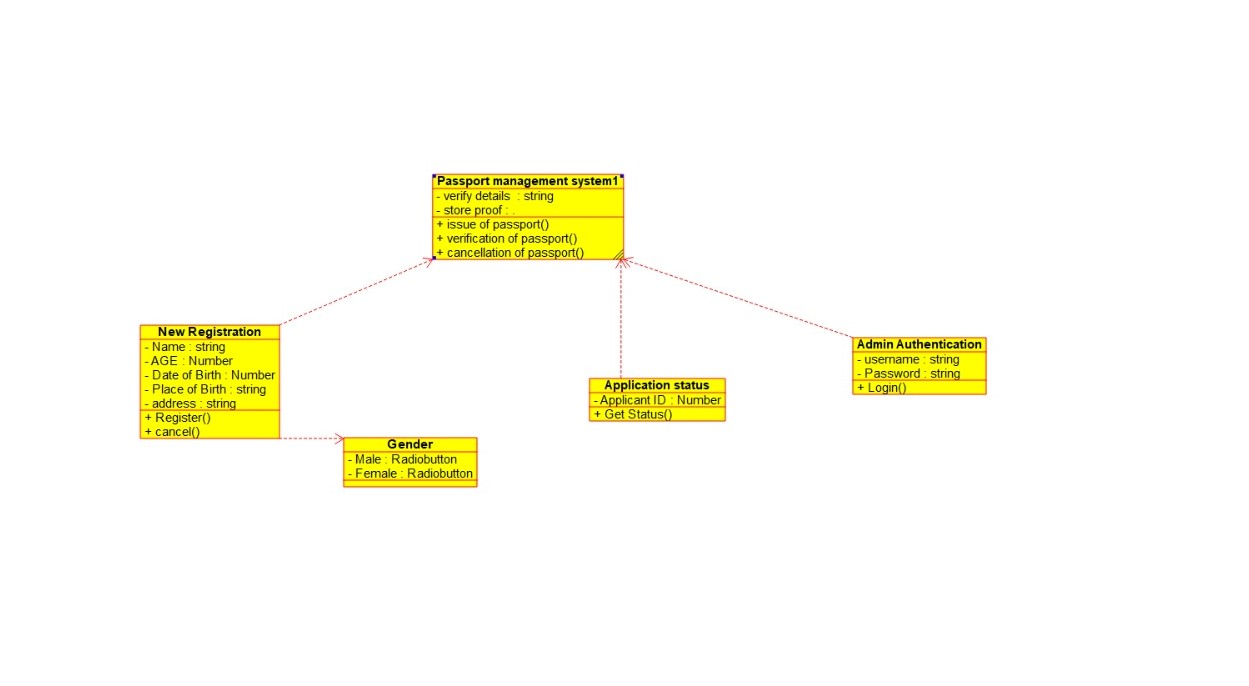 Passport management system1
- verify details : string
- store proof : .
+ issue of passport()
+ verification of passport()
+ cancellation of passport()
New Registration
- Name : string
- AGE : Number
- Date of Birth : Number
- Place of Birth : string
- address : string
+ Register()
+ cancel()
Gender
- Male : Radiobutton
- Female : Radiobutton
Application status
- Applicant ID : Number
+ Get Status()
Admin Authentication
- username : string
- Password : string
+ Login()